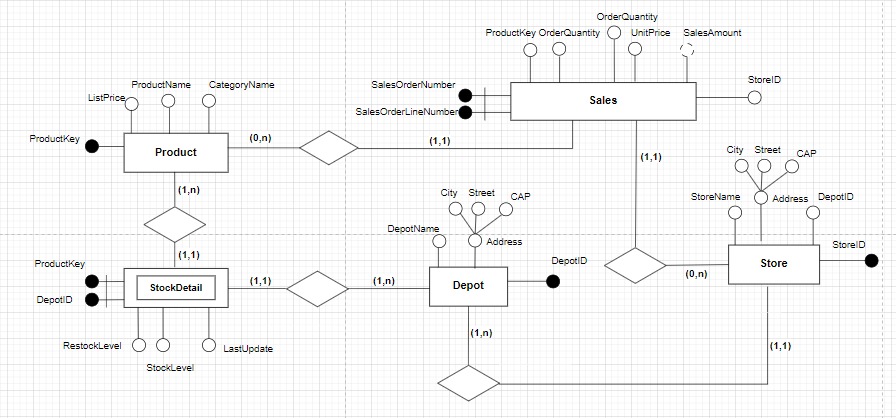 OrderQuantity
ProductKey OrderQuantity UnitPrice SalesAmount
SalesOrderNumber
SalesOrderLineNumber
Sales
StoreID
ListPrice ProductName CategoryName
ProductKey
Product
(0,n)
(1,1)
(1,1)
(1,n)
(1,1)
City Street CAP
StoreName Address DepotID
StoreID
Store
(0,n)
City Street CAP
DepotName Address
DepotID
Depot
ProductKey
DepotID
StockDetail
(1,1)
(1,n)
RestockLevel
StockLevel
LastUpdate
(1,n)
(1,1)